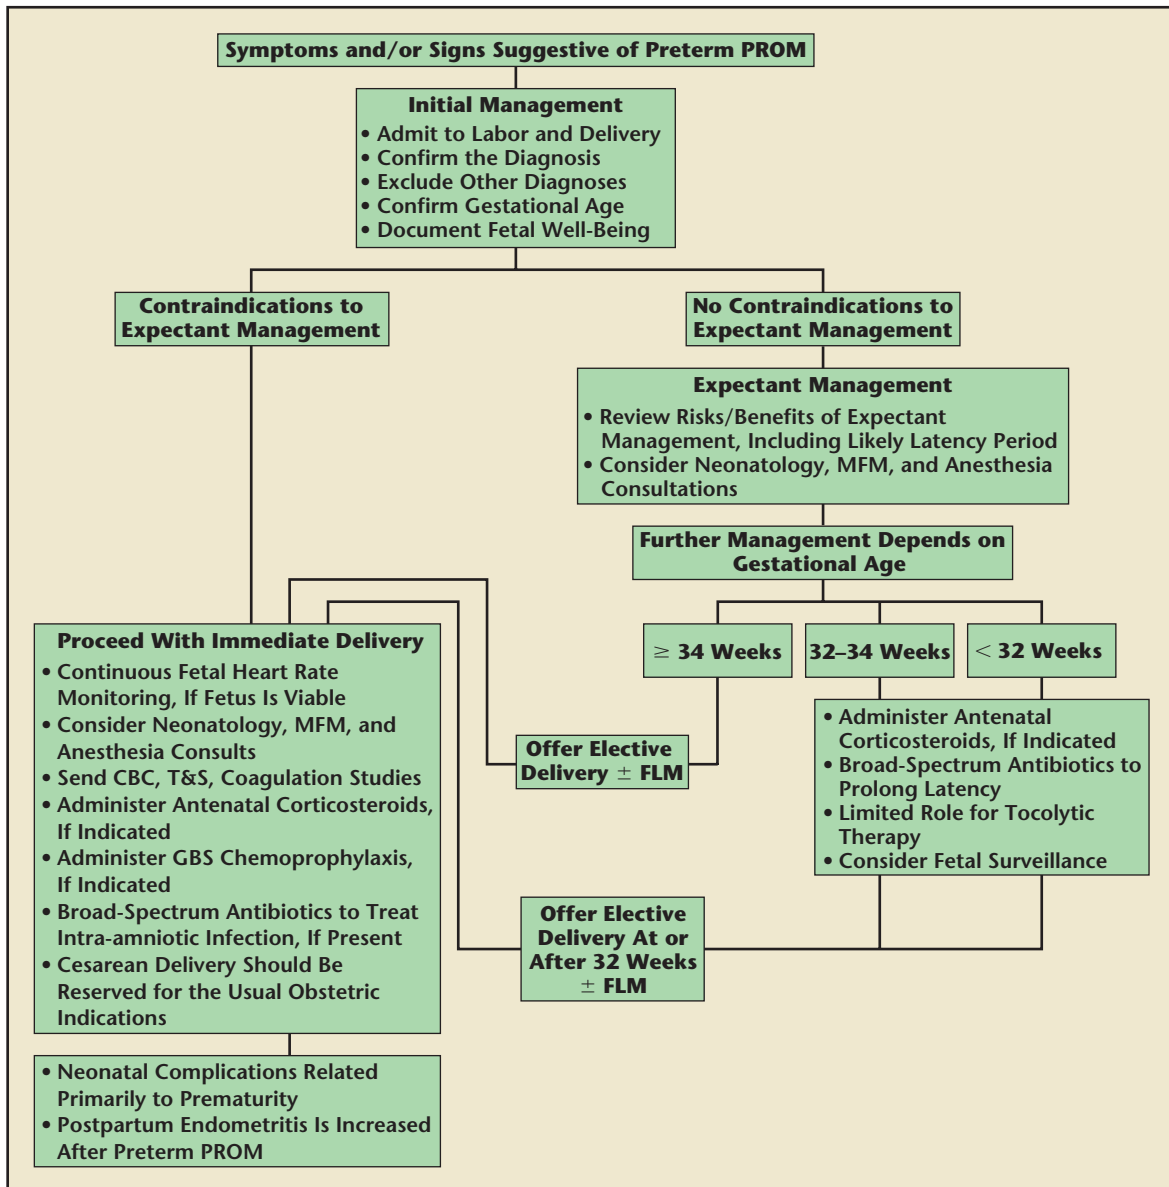 Symptoms and/or Signs Suggestive of Preterm PROM
Initial Management
• Admit to Labor and Delivery
• Confirm the Diagnosis
• Exclude Other Diagnoses
• Confirm Gestational Age
• Document Fetal Well-Being
Contraindications to
Expectant Management
No Contraindications to
Expectant Management
Expectant Management
• Review Risks/Benefits of Expectant
Management, Including Likely Latency Period
• Consider Neonatology, MFM, and Anesthesia
Consultations
Further Management Depends on
Gestational Age
≥ 34 Weeks
32–34 Weeks
< 32 Weeks
• Administer Antenatal
Corticosteroids, If Indicated
• Broad-Spectrum Antibiotics to
Prolong Latency
• Limited Role for Tocolytic
Therapy
• Consider Fetal Surveillance
Offer Elective
Delivery ± FLM
Offer Elective
Delivery At or
After 32 Weeks
± FLM
Proceed With Immediate Delivery
• Continuous Fetal Heart Rate
Monitoring, If Fetus Is Viable
• Consider Neonatology, MFM, and
Anesthesia Consults
• Send CBC, T&S, Coagulation Studies
• Administer Antenatal Corticosteroids,
If Indicated
• Administer GBS Chemoprophylaxis,
If Indicated
• Broad-Spectrum Antibiotics to Treat
Intra-amniotic Infection, If Present
• Cesarean Delivery Should Be
Reserved for the Usual Obstetric
Indications
• Neonatal Complications Related
Primarily to Prematurity
• Postpartum Endometritis Is Increased
After Preterm PROM